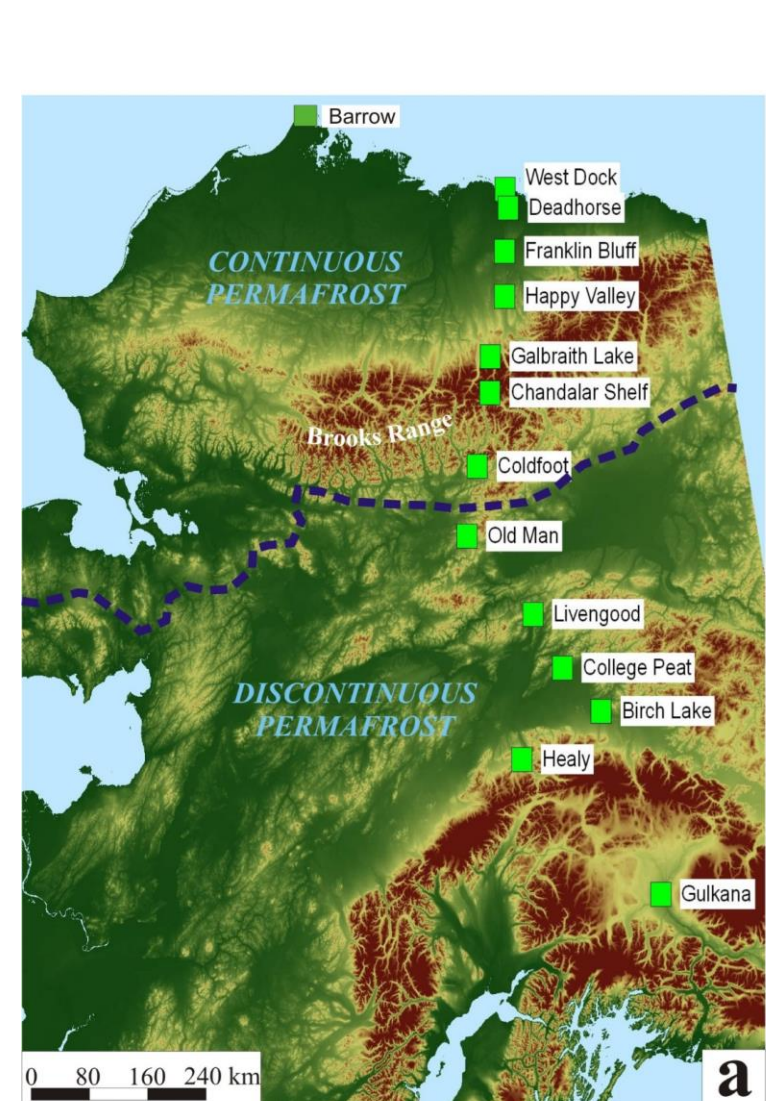 Barrow
West Dock
Deadhorse
Franklin Bluff
CONTINUOUS
PERMAFROST
Happy Valley
Galbraith Lake
Chandalar Shelf
Brooks Range
Coldfoot
Old Man
Livengood
College Peat
DISCONTINUOUS
PERMAFROST
Birch Lake
Healy
Gulkana
0 80 160 240 km
a